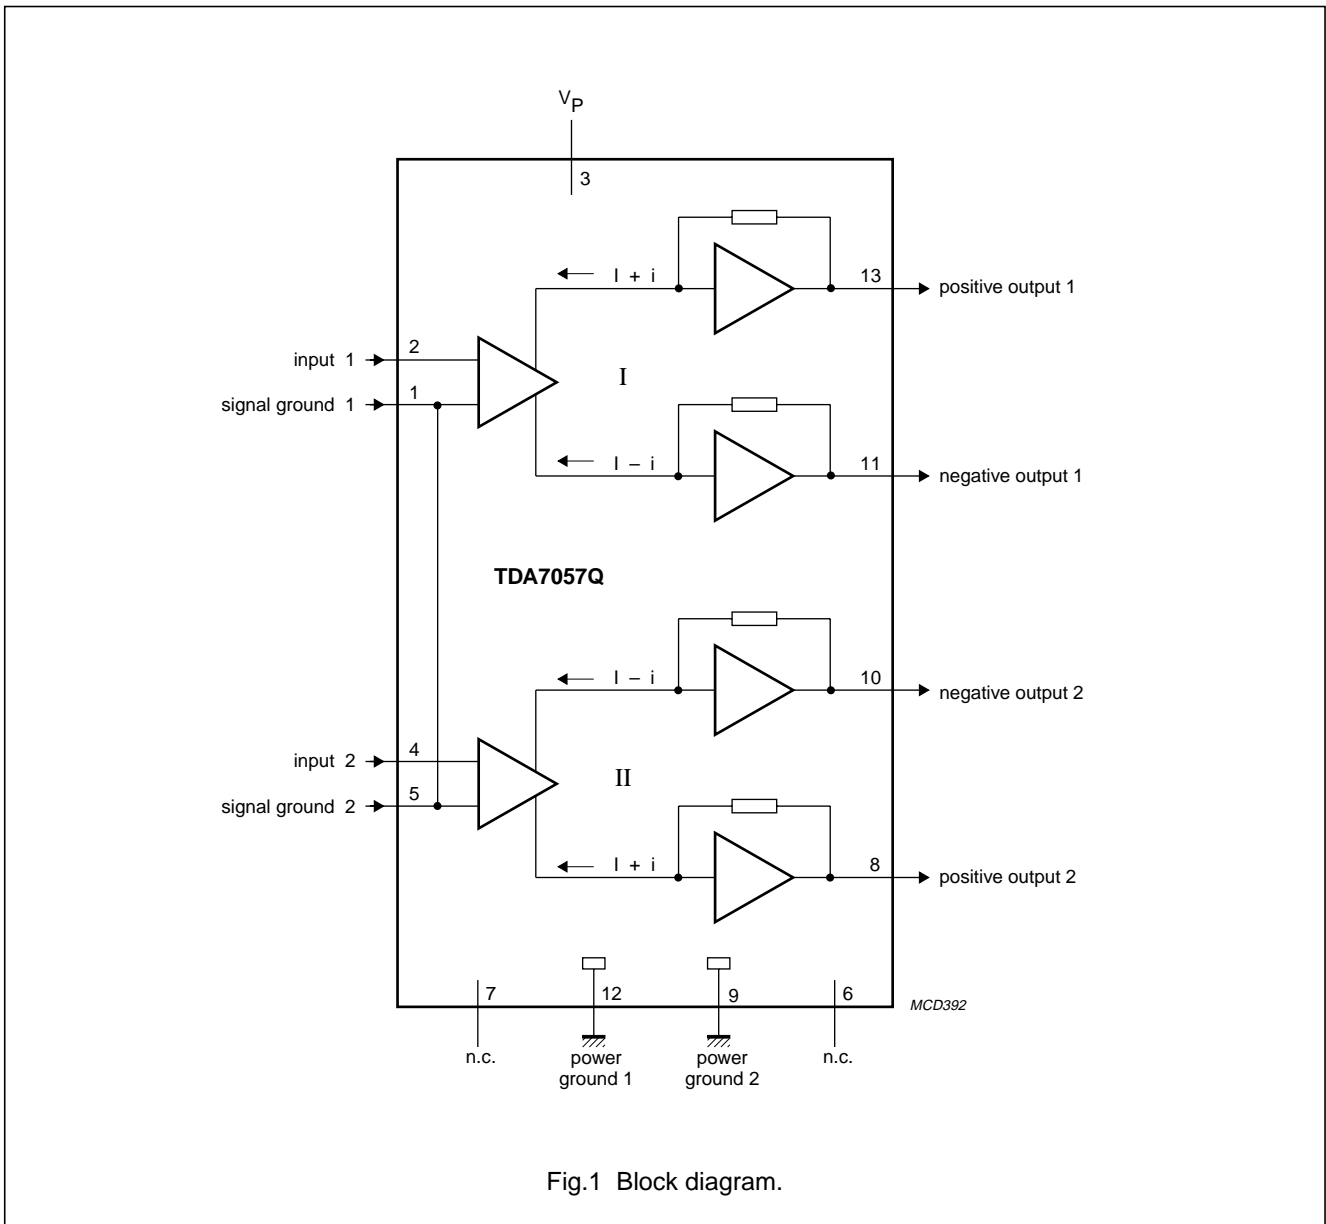 VP
3
I + i
13
positive output 1
2
input 1
I
1
signal ground 1
I – i
11
negative output 1
TDA7057Q
I – i
10
negative output 2
4
input 2
II
5
signal ground 2
I + i
8
positive output 2
7
12
9
6
MCD392
n.c.
power
ground 1
power
ground 2
n.c.
Fig.1 Block diagram.